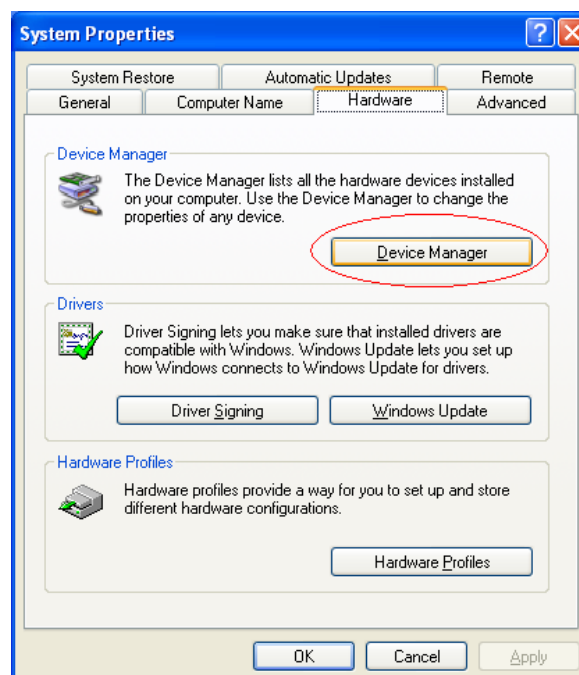 System Properties
System Restore Automatic Updates Remote
General Computer Name Hardware Advanced
Device Manager
The Device Manager lists all the hardware devices installed
on your computer. Use the Device Manager to change the
properties of any device.
Device Manager
Drivers
Driver Signing lets you make sure that installed drivers are
compatible with Windows. Windows Update lets you set up
how Windows connects to Windows Update for drivers.
Driver Signing Windows Update
Hardware Profiles
Hardware profiles provide a way for you to set up and store
different hardware configurations.
Hardware Profiles
OK Cancel Apply